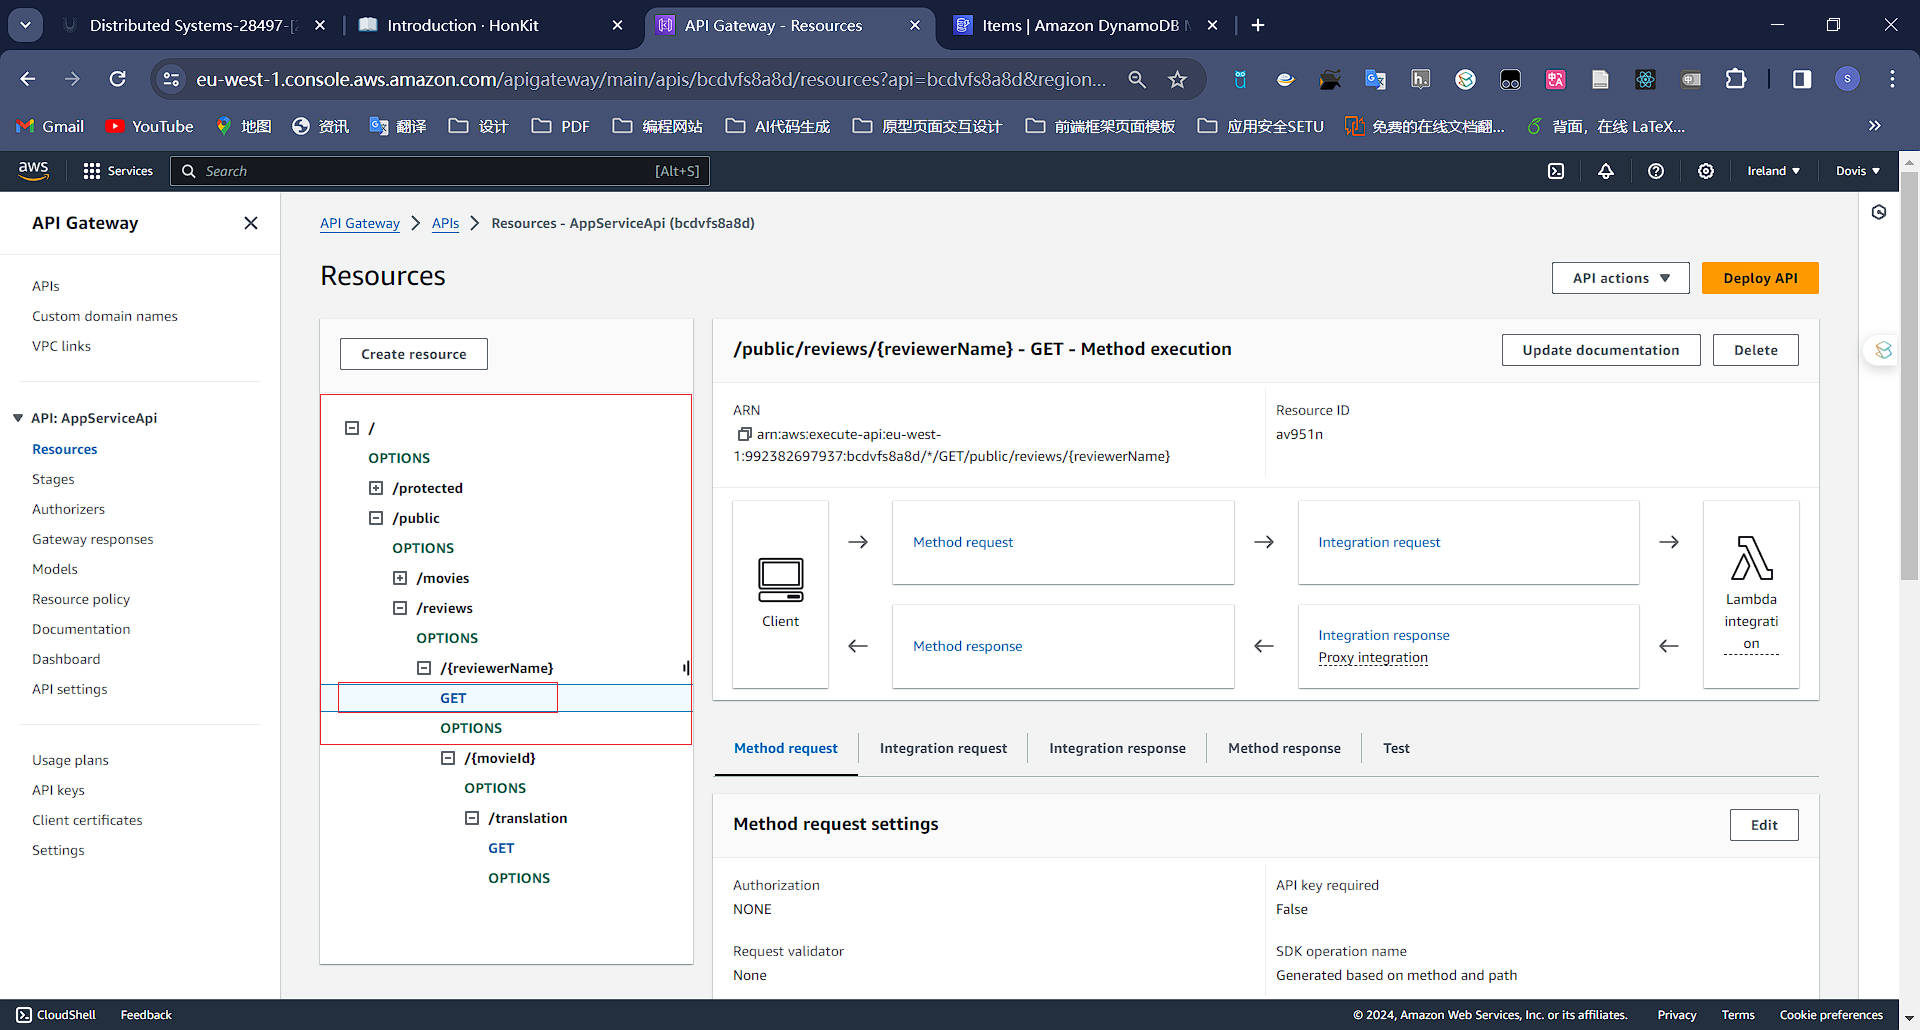 Distributed Systems-28497-[
Introduction · HonKit
API Gateway - Resources
Items | Amazon DynamoDB
eu-west-1.console.aws.amazon.com/apigateway/main/apis/bcdvfs8a8d/resources?api=bcdvfs8a8d&region...
S
Gmail
YouTube
地图
资讯
翻译
设计
PDF
编程网站
AI代码生成
原型页面交互设计
前端框架页面模板
应用安全SETU
免费的在线文档翻...
背面，在线 LaTeX...
aws
Services
Search
[Alt+S]
Ireland
Dovis
API Gateway
APIs
Custom domain names
VPC links
API: AppServiceApi
Resources
Stages
Authorizers
Gateway responses
Models
Resource policy
Documentation
Dashboard
API settings
Usage plans
API keys
Client certificates
Settings
API Gateway
APIs
Resources - AppServiceApi (bcdvfs8a8d)
Resources
API actions
Deploy API
Create resource
/
OPTIONS
/protected
/public
OPTIONS
/movies
/reviews
OPTIONS
/{reviewerName}
GET
OPTIONS
/{movieId}
OPTIONS
/translation
GET
OPTIONS
/public/reviews/{reviewerName} - GET - Method execution
Update documentation
Delete
ARN
arn:aws:execute-api:eu-west-
1:992382697937:bcdvfs8a8d/*/GET/public/reviews/{reviewerName}
Resource ID
av951n
Client
Method request
Integration request
Method response
Integration response
Proxy integration
Lambda
integrati
on
Method request
Integration request
Integration response
Method response
Test
Method request settings
Edit
Authorization
NONE
API key required
False
Request validator
None
SDK operation name
Generated based on method and path
CloudShell
Feedback
© 2024, Amazon Web Services, Inc. or its affiliates.
Privacy
Terms
Cookie preferences